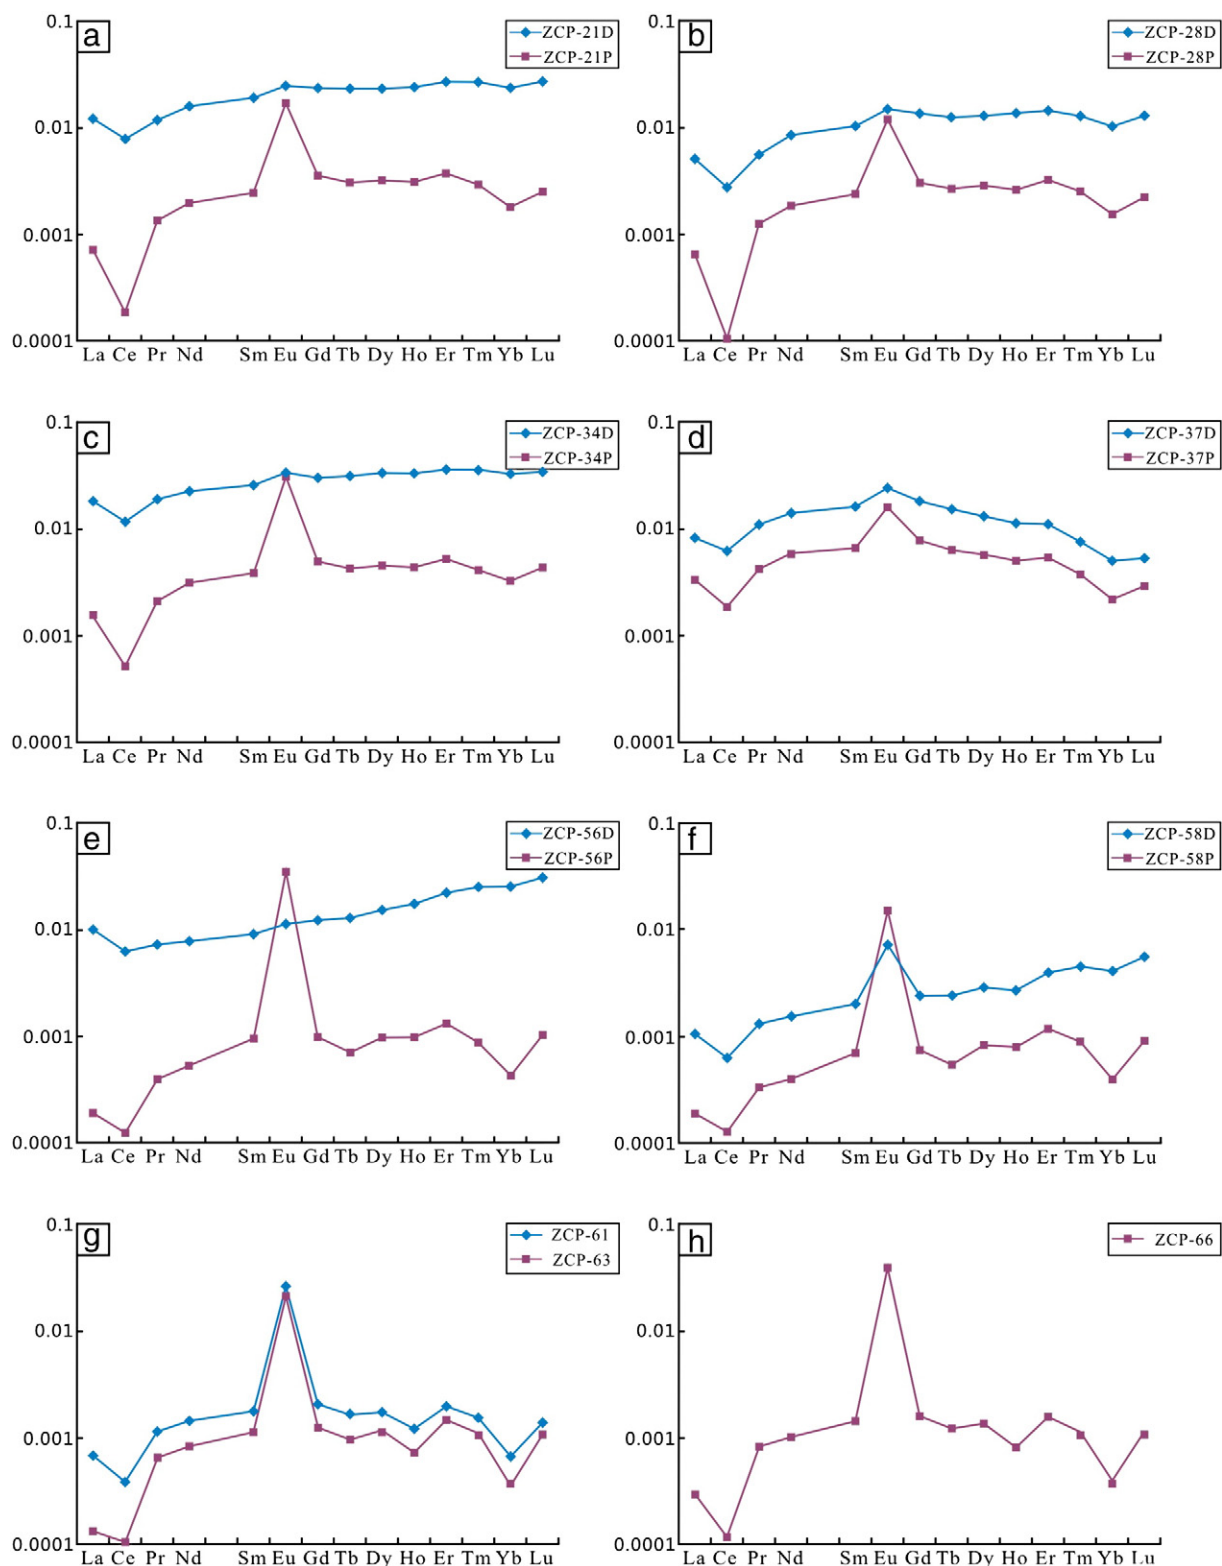 a
0.1
0.01
0.001
0.0001
ZCP-21D
ZCP-21P
La Ce Pr Nd Sm Eu Gd Tb Dy Ho Er Tm Yb Lu
b
0.1
0.01
0.001
0.0001
ZCP-28D
ZCP-28P
La Ce Pr Nd Sm Eu Gd Tb Dy Ho Er Tm Yb Lu
c
0.1
0.01
0.001
0.0001
ZCP-34D
ZCP-34P
La Ce Pr Nd Sm Eu Gd Tb Dy Ho Er Tm Yb Lu
d
0.1
0.01
0.001
0.0001
ZCP-37D
ZCP-37P
La Ce Pr Nd Sm Eu Gd Tb Dy Ho Er Tm Yb Lu
e
0.1
0.01
0.001
0.0001
ZCP-56D
ZCP-56P
La Ce Pr Nd Sm Eu Gd Tb Dy Ho Er Tm Yb Lu
f
0.1
0.01
0.001
0.0001
ZCP-58D
ZCP-58P
La Ce Pr Nd Sm Eu Gd Tb Dy Ho Er Tm Yb Lu
g
0.1
0.01
0.001
0.0001
ZCP-61
ZCP-63
La Ce Pr Nd Sm Eu Gd Tb Dy Ho Er Tm Yb Lu
h
0.1
0.01
0.001
0.0001
ZCP-66
La Ce Pr Nd Sm Eu Gd Tb Dy Ho Er Tm Yb Lu